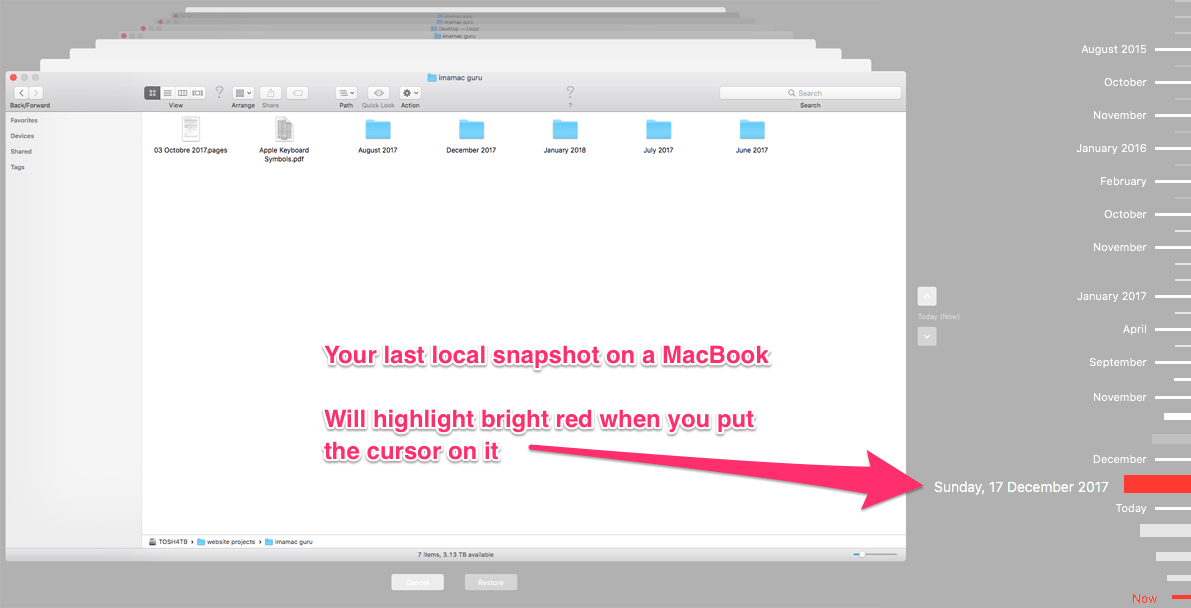 imamac guru
Desktop — Local
imamac guru
imamac guru
Back/Forward
View
Arrange
Share
Path
Quick Look
Action
?
Search
Search
Favorites
Devices
Shared
Tags
03 Octobre 2017.pages
Apple Keyboard
Symbols.pdf
August 2017
December 2017
January 2018
July 2017
June 2017
Your last local snapshot on a MacBook
Will highlight bright red when you put
the cursor on it
TOSH4TB › website projects › imamac guru
7 items, 3.13 TB available
Cancel
Restore
Today (Now)
August 2015
October
November
January 2016
February
October
November
January 2017
April
September
November
December
Sunday, 17 December 2017
Today
Now